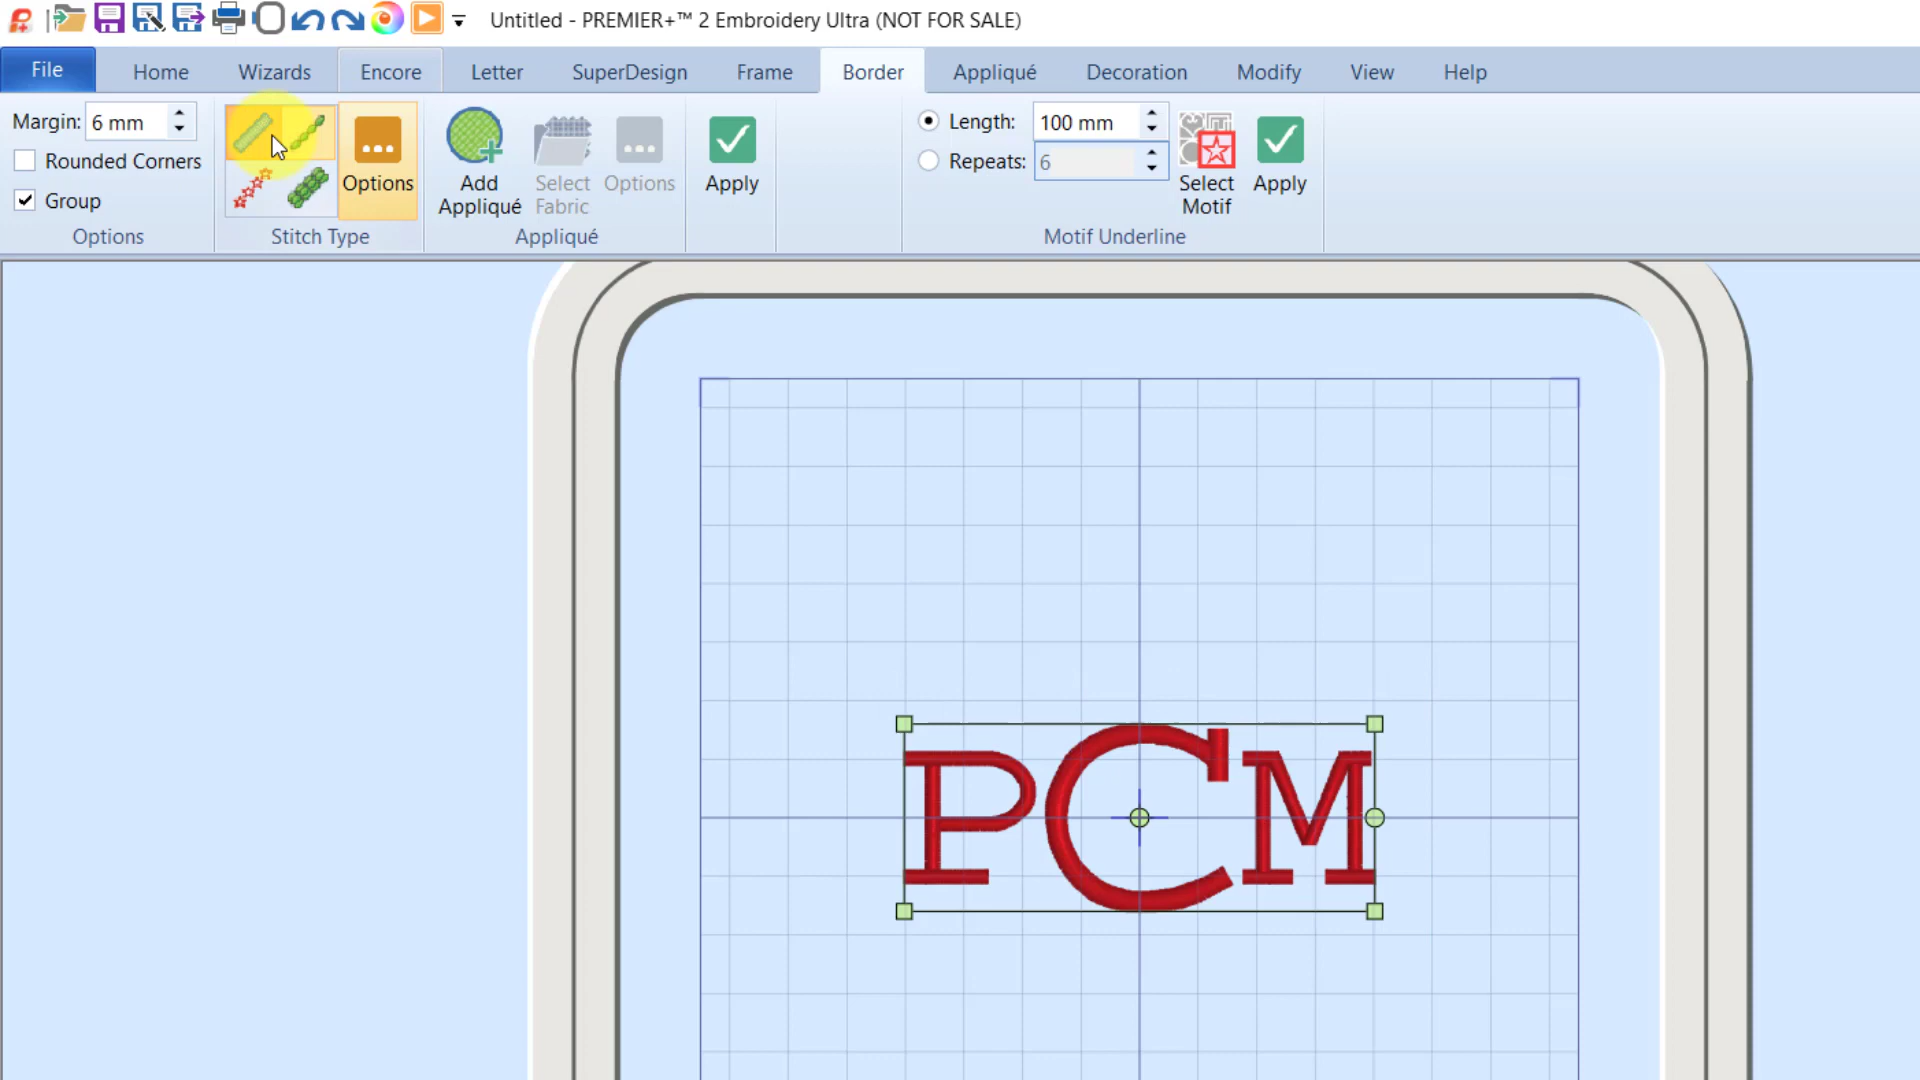 Untitled - PREMIER+™ 2 Embroidery Ultra (NOT FOR SALE)
File Home Wizards Encore Letter SuperDesign Frame Border Appliqué Decoration Modify View Help
Margin: 6 mm
Rounded Corners
Group
Options
Options
Stitch Type
Add Appliqué
Select Fabric
Options
Appliqué
Apply
Length: 100 mm
Repeats: 6
Select Motif
Apply
Motif Underline
PCM